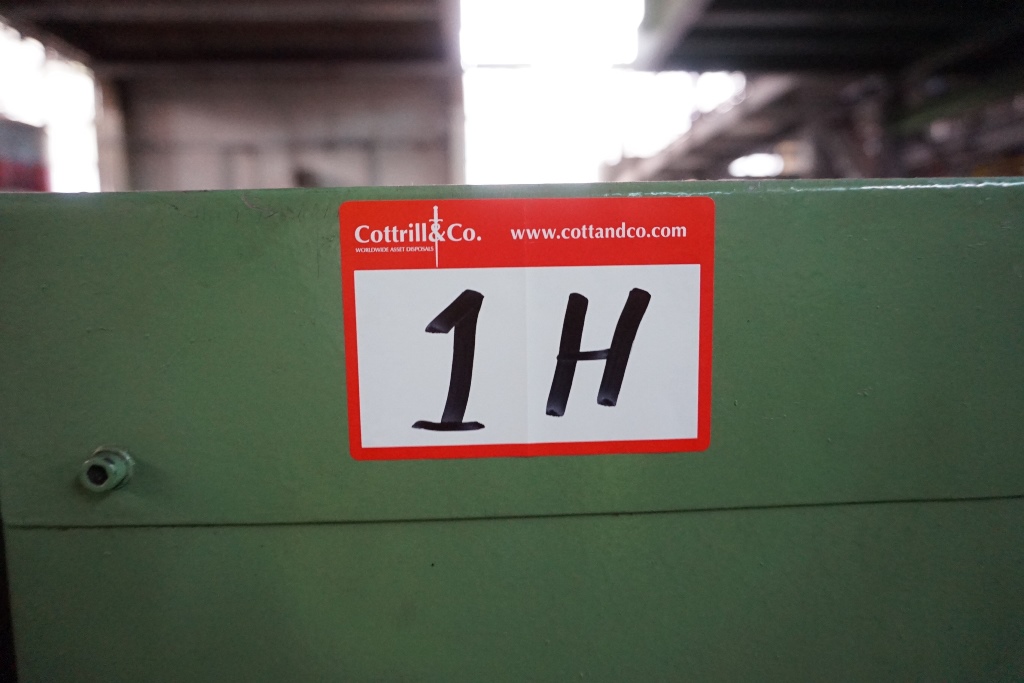 Cottrill&Co. www.cottandco.com
WORLDWIDE ASSET DISPOSALS
1 H